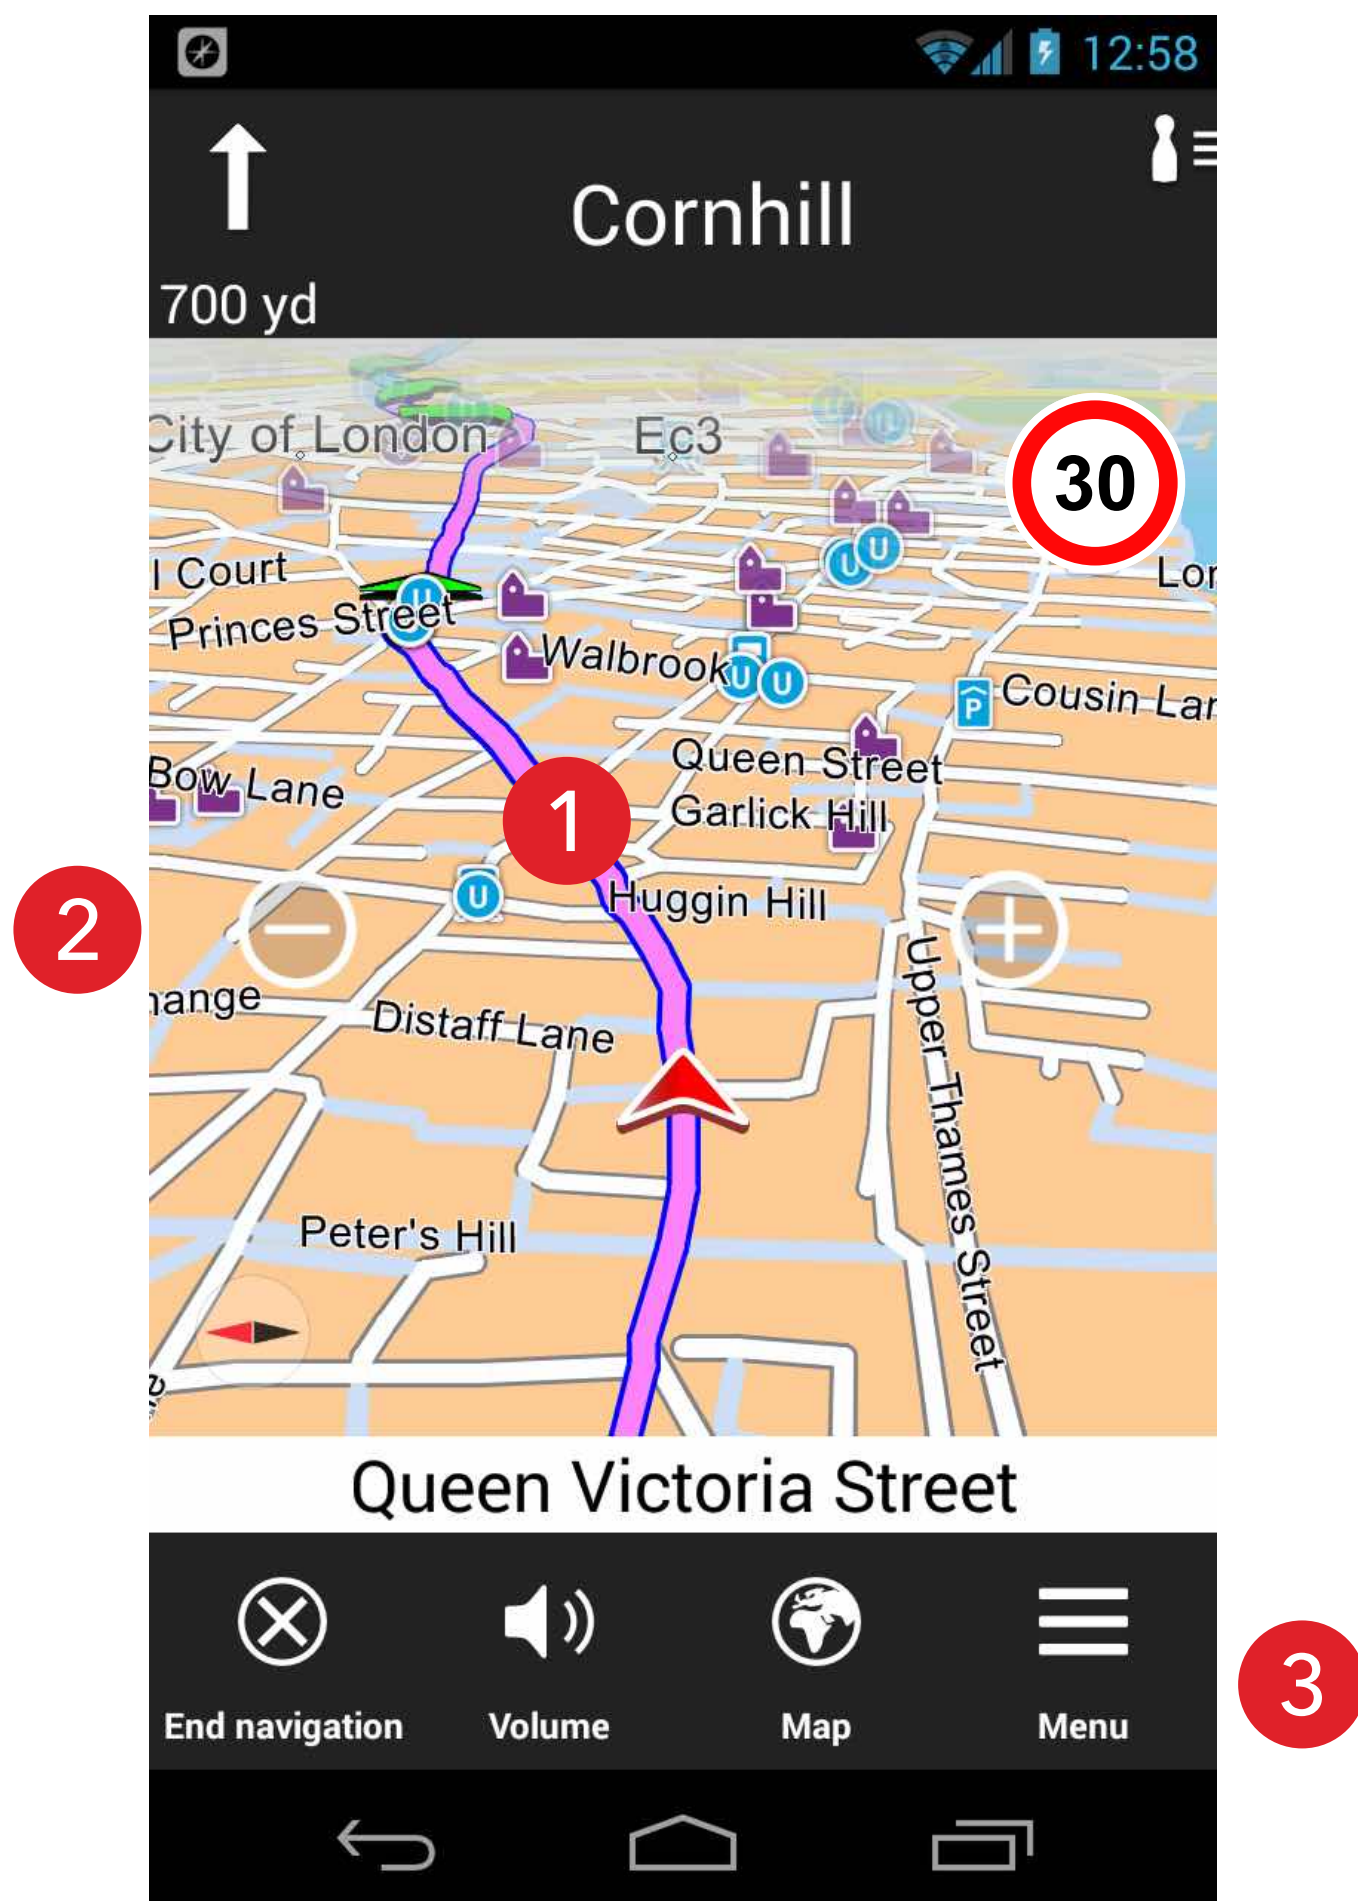 12:58
Cornhill
700 yd
City of London
Ec3
30
l Court
Lor
Princes Street
Walbrook
U
U
U
U
U
P
Cousin Lar
Queen Street
Bow Lane
Garlick Hill
1
2
U
Huggin Hill
hange
Distaff Lane
Upper Thames Street
Peter's Hill
Queen Victoria Street
3
End navigation
Volume
Map
Menu